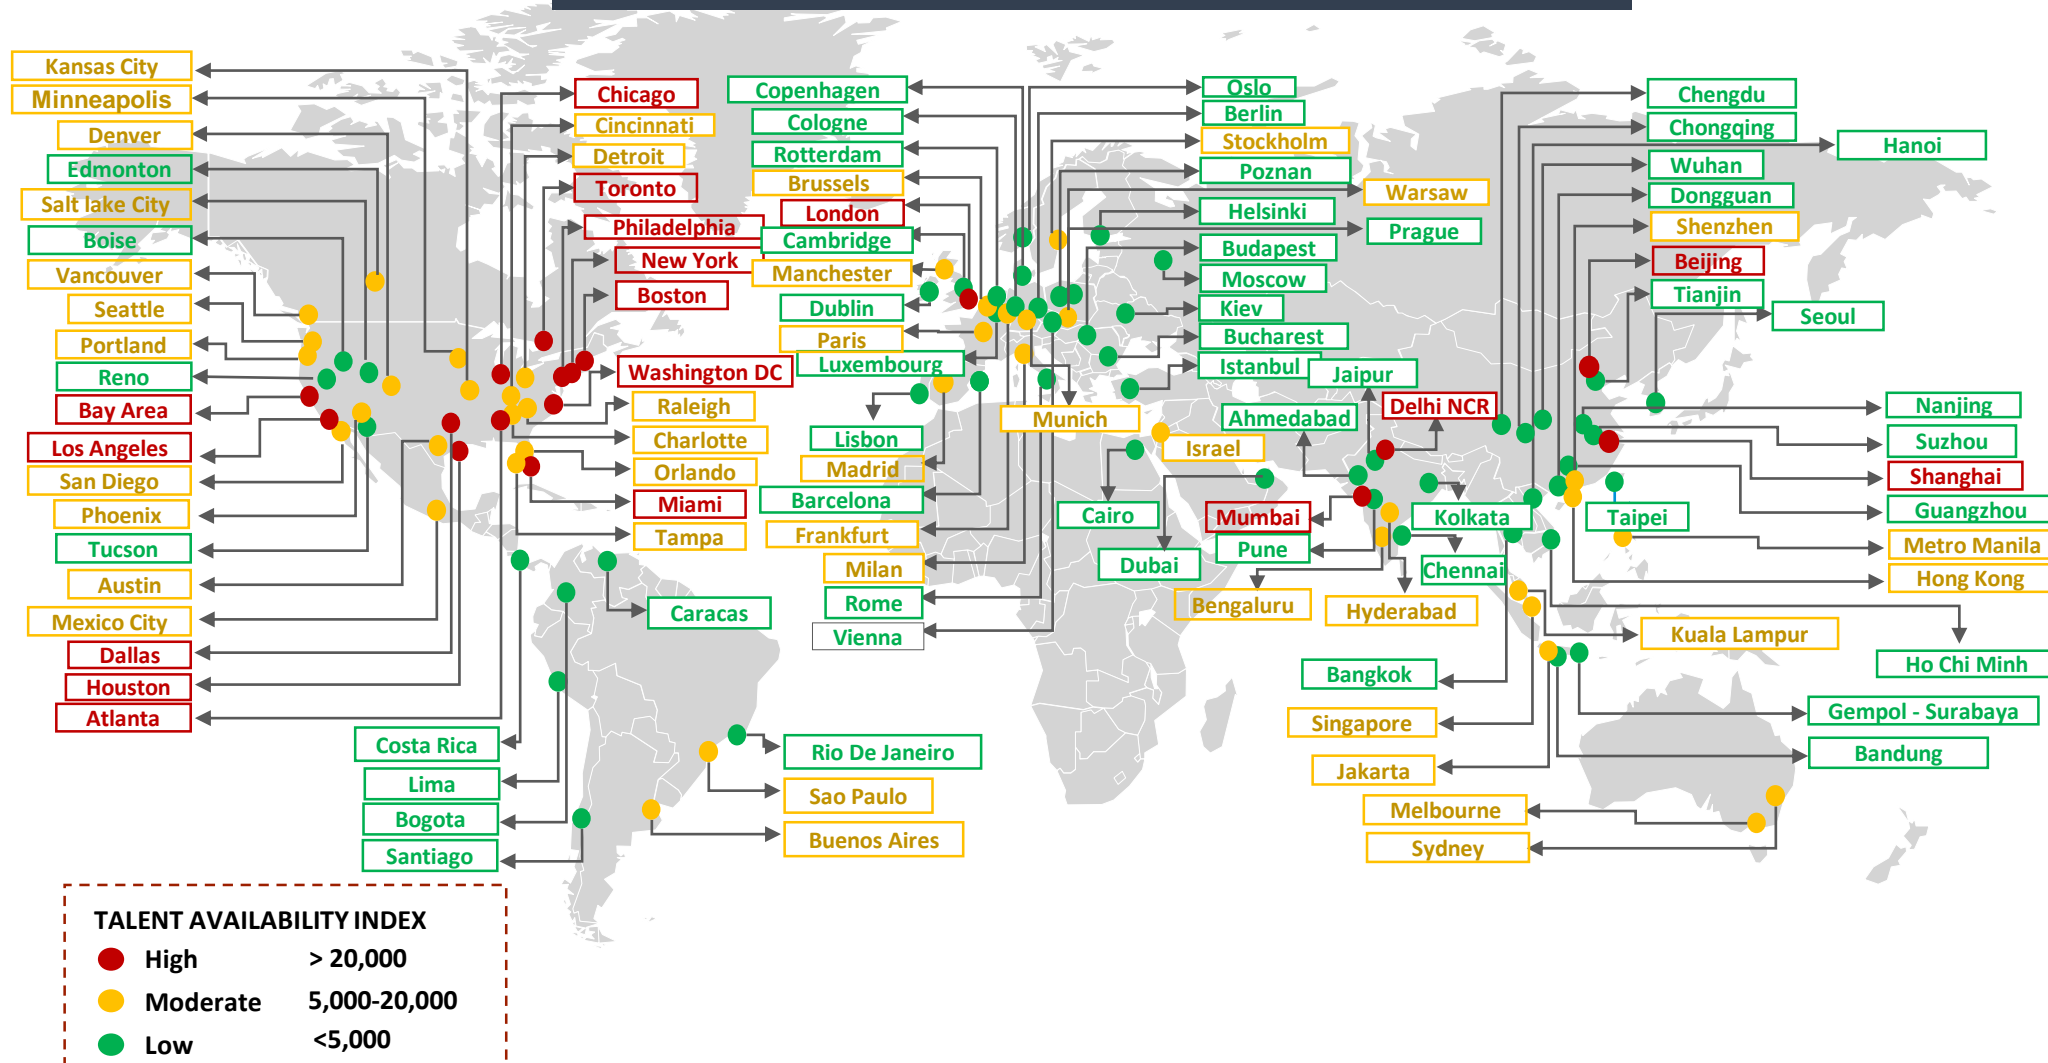 Kansas City
Minneapolis
Denver
Edmonton
Salt lake City
Boise
Vancouver
Seattle
Portland
Reno
Bay Area
Los Angeles
San Diego
Phoenix
Tucson
Austin
Mexico City
Dallas
Houston
Atlanta
Chicago
Cincinnati
Detroit
Toronto
Philadelphia
New York
Boston
Washington DC
Raleigh
Charlotte
Orlando
Miami
Tampa
Caracas
Costa Rica
Lima
Bogota
Santiago
Rio De Janeiro
Sao Paulo
Buenos Aires
Copenhagen
Cologne
Rotterdam
Brussels
London
Cambridge
Manchester
Dublin
Paris
Luxembourg
Lisbon
Madrid
Barcelona
Frankfurt
Milan
Rome
Vienna
Oslo
Berlin
Stockholm
Poznan
Warsaw
Helsinki
Prague
Budapest
Moscow
Kiev
Bucharest
Istanbul
Munich
Jaipur
Ahmedabad
Delhi NCR
Israel
Cairo
Dubai
Mumbai
Pune
Kolkata
Chennai
Bengaluru
Hyderabad
Chengdu
Chongqing
Hanoi
Wuhan
Dongguan
Shenzhen
Beijing
Tianjin
Seoul
Nanjing
Suzhou
Shanghai
Guangzhou
Taipei
Metro Manila
Hong Kong
Kuala Lampur
Ho Chi Minh
Bangkok
Singapore
Jakarta
Gempol - Surabaya
Bandung
Melbourne
Sydney
TALENT AVAILABILITY INDEX
High > 20,000
Moderate 5,000-20,000
Low <5,000